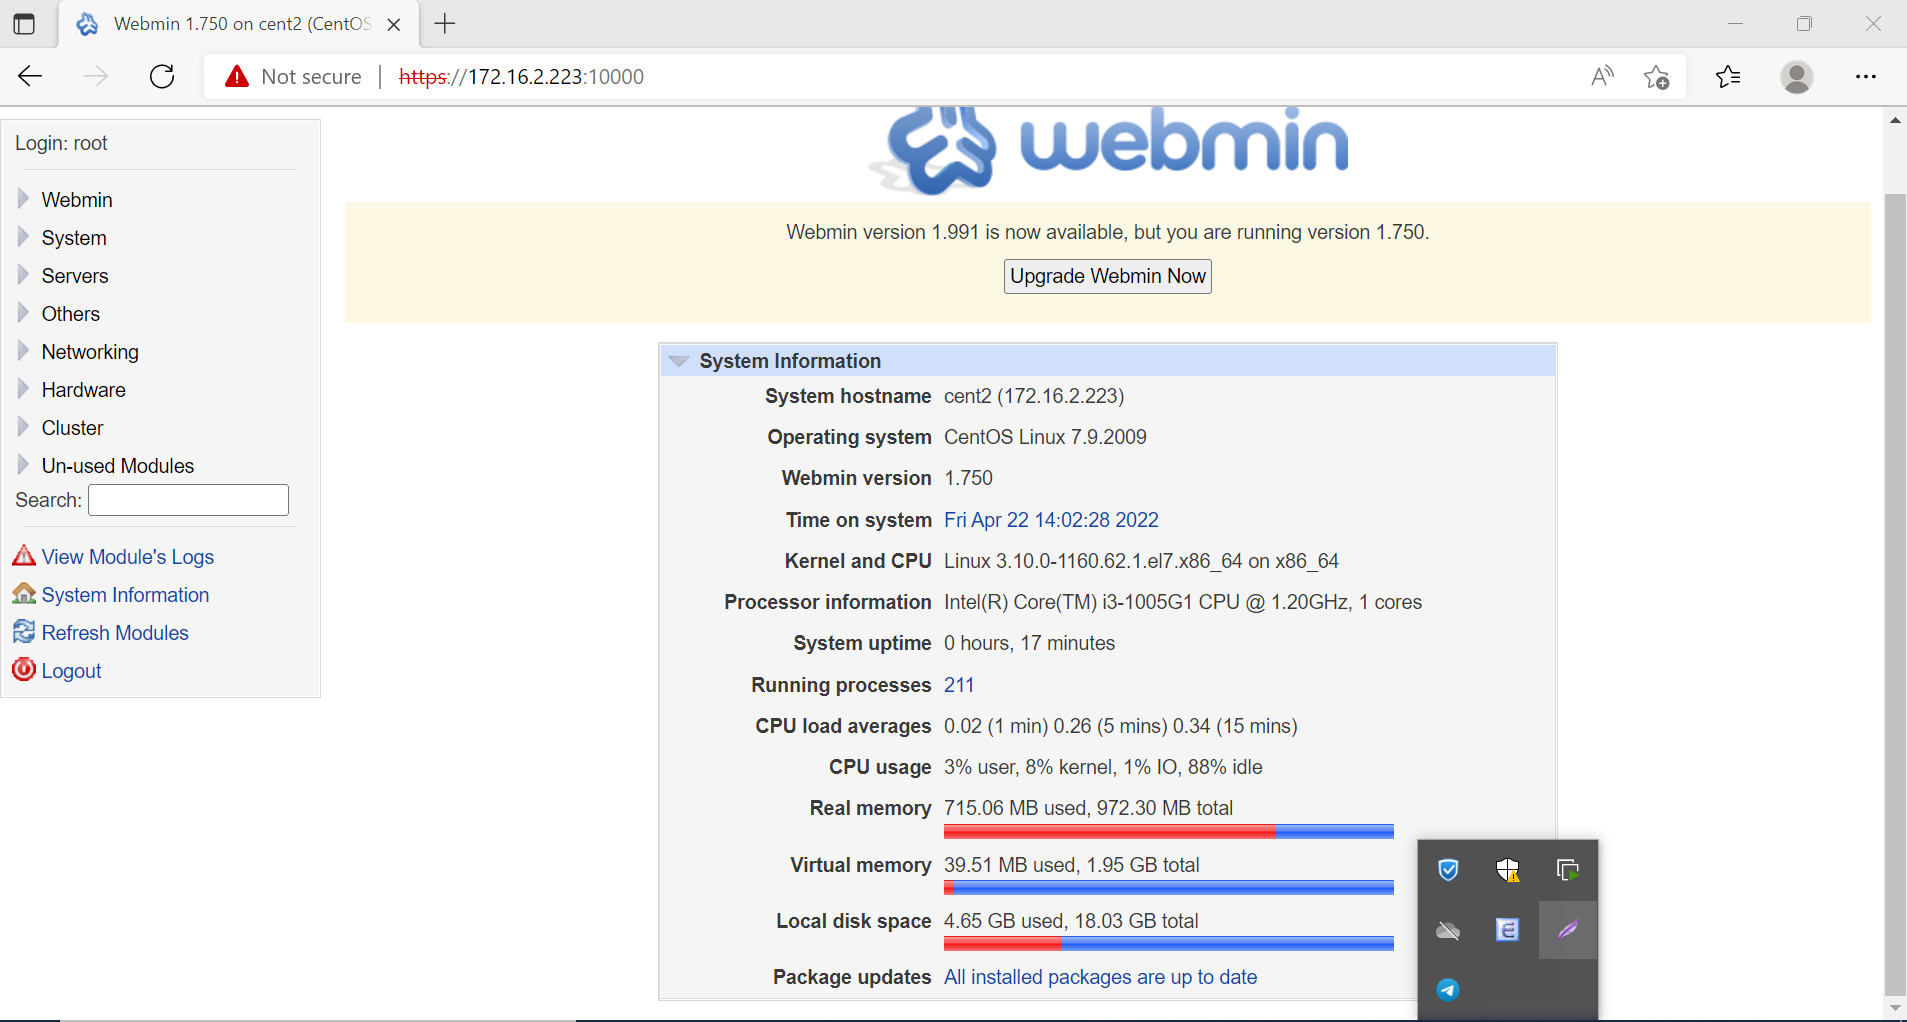 Webmin 1.750 on cent2 (CentOS
Not secure
https://172.16.2.223:10000
Login: root
Webmin
System
Servers
Others
Networking
Hardware
Cluster
Un-used Modules
Search:
View Module's Logs
System Information
Refresh Modules
Logout
webmin
Webmin version 1.991 is now available, but you are running version 1.750.
Upgrade Webmin Now
System Information
System hostname cent2 (172.16.2.223)
Operating system CentOS Linux 7.9.2009
Webmin version 1.750
Time on system Fri Apr 22 14:02:28 2022
Kernel and CPU Linux 3.10.0-1160.62.1.el7.x86_64 on x86_64
Processor information Intel(R) Core(TM) i3-1005G1 CPU @ 1.20GHz, 1 cores
System uptime 0 hours, 17 minutes
Running processes 211
CPU load averages 0.02 (1 min) 0.26 (5 mins) 0.34 (15 mins)
CPU usage 3% user, 8% kernel, 1% IO, 88% idle
Real memory 715.06 MB used, 972.30 MB total
Virtual memory 39.51 MB used, 1.95 GB total
Local disk space 4.65 GB used, 18.03 GB total
Package updates All installed packages are up to date